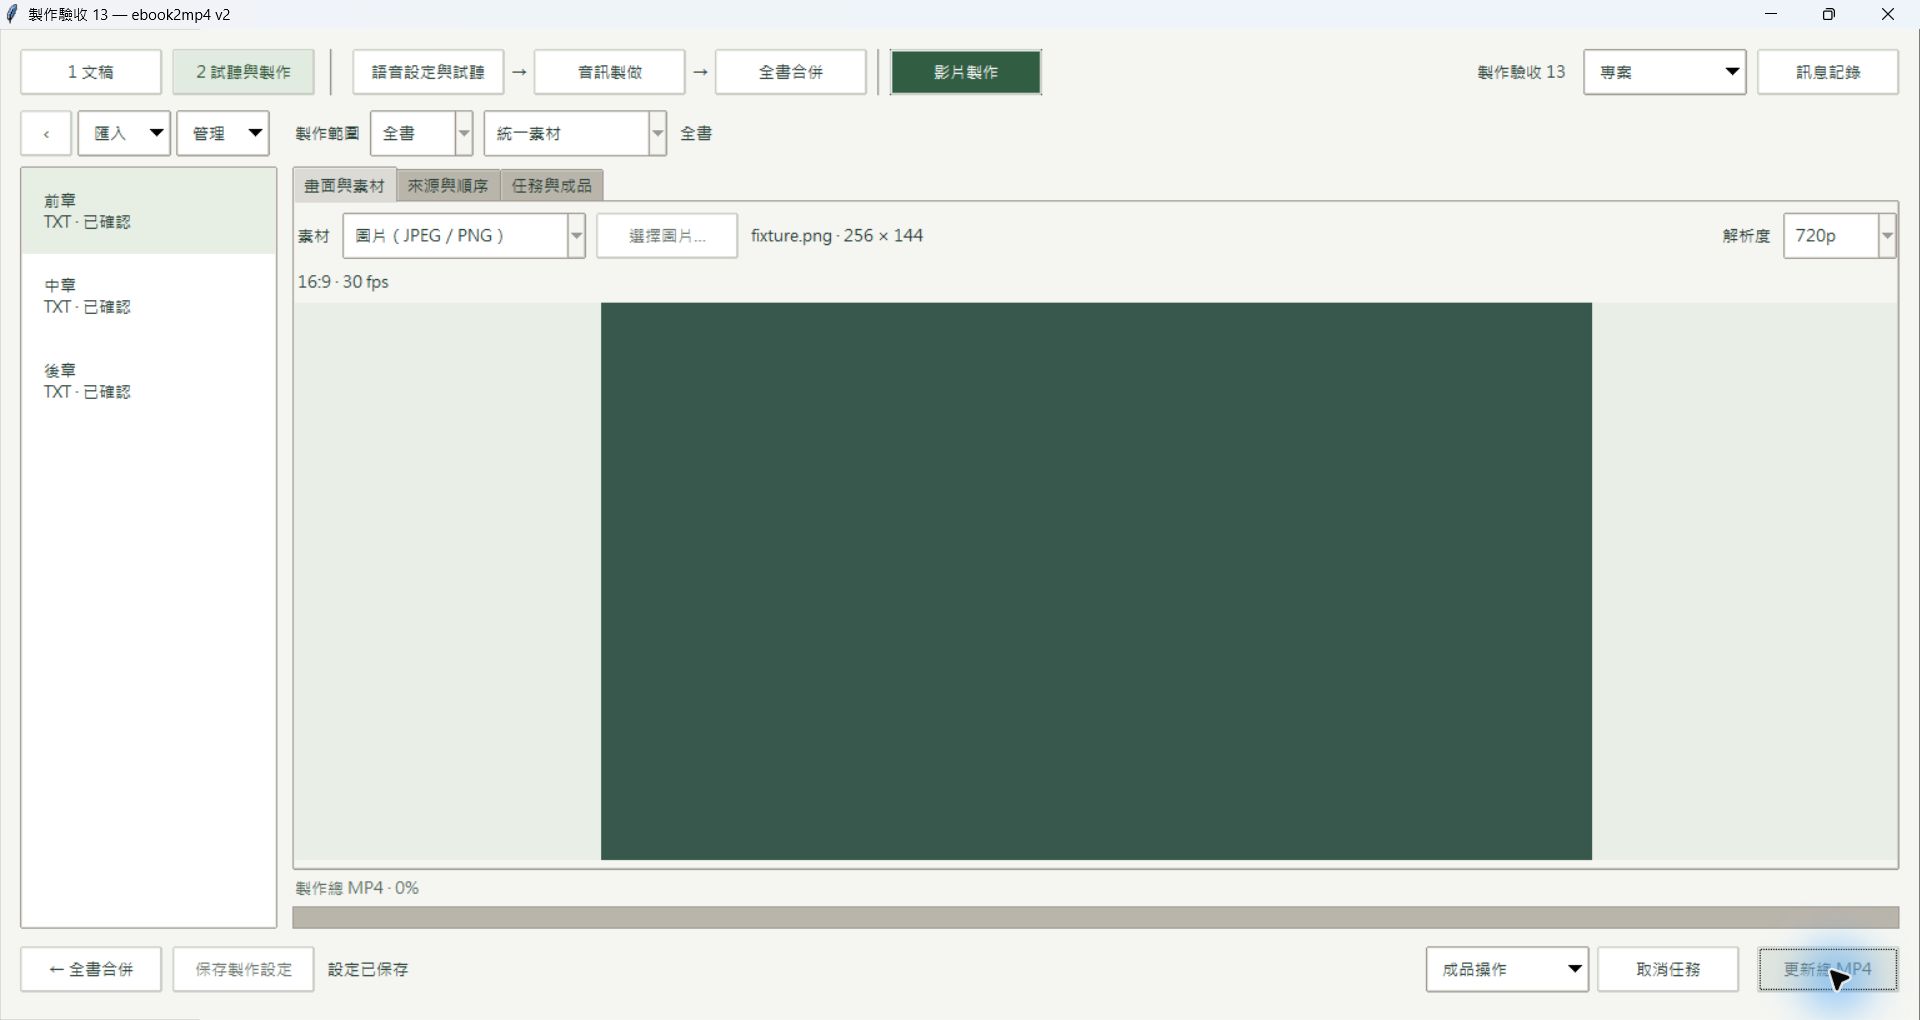 製作驗收 13 — ebook2mp4 v2
1 文稿
2 試聽與製作
語音設定與試聽
→
音訊製做
→
全書合併
影片製作
製作驗收 13
專案
訊息記錄
‹
匯入
管理
製作範圍
全書
統一素材
全書
前章
TXT · 已確認
中章
TXT · 已確認
後章
TXT · 已確認
畫面與素材
來源與順序
任務與成品
素材
圖片 ( JPEG / PNG )
選擇圖片...
fixture.png · 256 × 144
解析度
720p
16:9 · 30 fps
製作總 MP4 · 0%
← 全書合併
保存製作設定
設定已保存
成品操作
取消任務
更新總 MP4